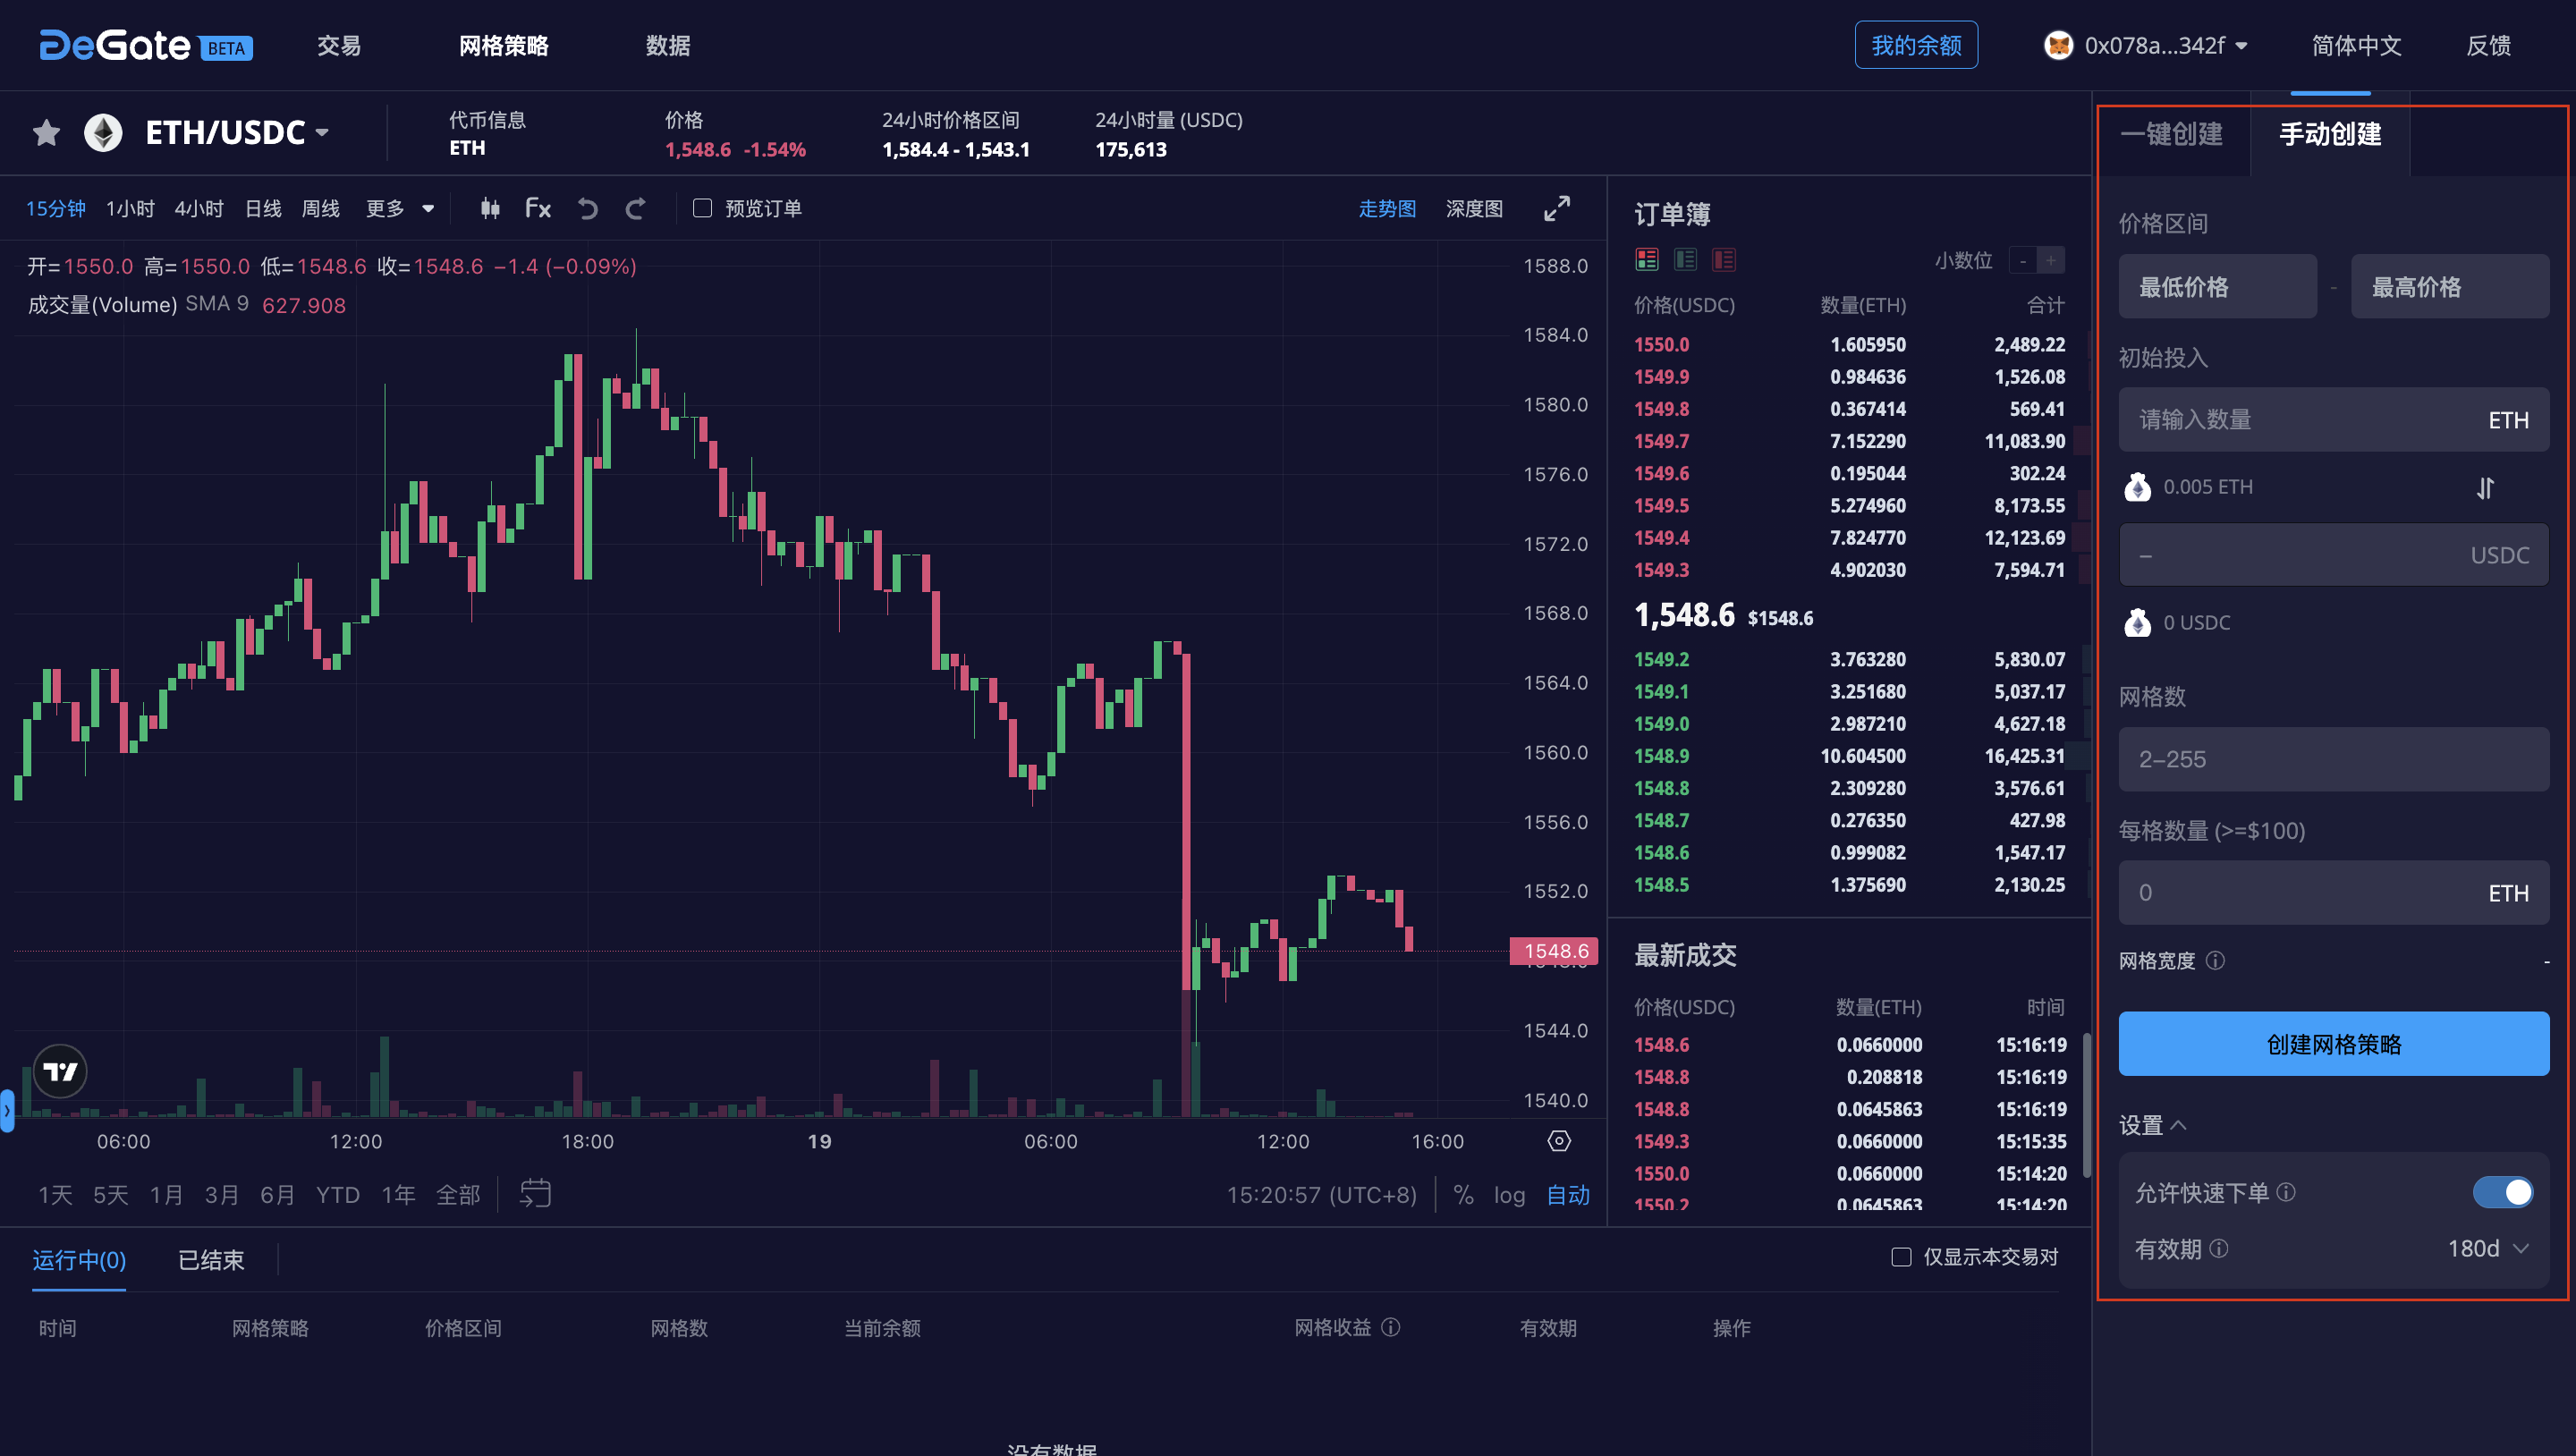 DeGate BETA 交易 网格策略 数据 我的余额 0x078a...342f 简体中文 反馈
ETH/USDC
代币信息 价格 24小时价格区间 24小时量 (USDC)
ETH 1,548.6 -1.54% 1,584.4 - 1,543.1 175,613
15分钟 1小时 4小时 日线 周线 更多 Fx 预览订单 走势图 深度图
开=1550.0 高=1550.0 低=1548.6 收=1548.6 −1.4 (−0.09%)
成交量(Volume) SMA 9 627.908
1588.0
1584.0
1580.0
1576.0
1572.0
1568.0
1564.0
1560.0
1556.0
1552.0
1548.6
1544.0
1540.0
06:00 12:00 18:00 19 06:00 12:00 16:00
1天 5天 1月 3月 6月 YTD 1年 全部 15:20:57 (UTC+8) % log 自动
订单簿
小数位 - +
价格(USDC) 数量(ETH) 合计
1550.0 1.605950 2,489.22
1549.9 0.984636 1,526.08
1549.8 0.367414 569.41
1549.7 7.152290 11,083.90
1549.6 0.195044 302.24
1549.5 5.274960 8,173.55
1549.4 7.824770 12,123.69
1549.3 4.902030 7,594.71
1,548.6 $1548.6
1549.2 3.763280 5,830.07
1549.1 3.251680 5,037.17
1549.0 2.987210 4,627.18
1548.9 10.604500 16,425.31
1548.8 2.309280 3,576.61
1548.7 0.276350 427.98
1548.6 0.999082 1,547.17
1548.5 1.375690 2,130.25
最新成交
价格(USDC) 数量(ETH) 时间
1548.6 0.0660000 15:16:19
1548.8 0.208818 15:16:19
1548.8 0.0645863 15:16:19
1549.3 0.0660000 15:15:35
1550.0 0.0660000 15:14:20
1550.2 0.0645863 15:14:20
一键创建 手动创建
价格区间
最低价格 - 最高价格
初始投入
请输入数量 ETH
0.005 ETH
– USDC
0 USDC
网格数
2–255
每格数量 (>=$100)
0 ETH
网格宽度 -
创建网格策略
设置
允许快速下单
有效期 180d
运行中(0) 已结束 仅显示本交易对
时间 网格策略 价格区间 网格数 当前余额 网格收益 有效期 操作
没有数据